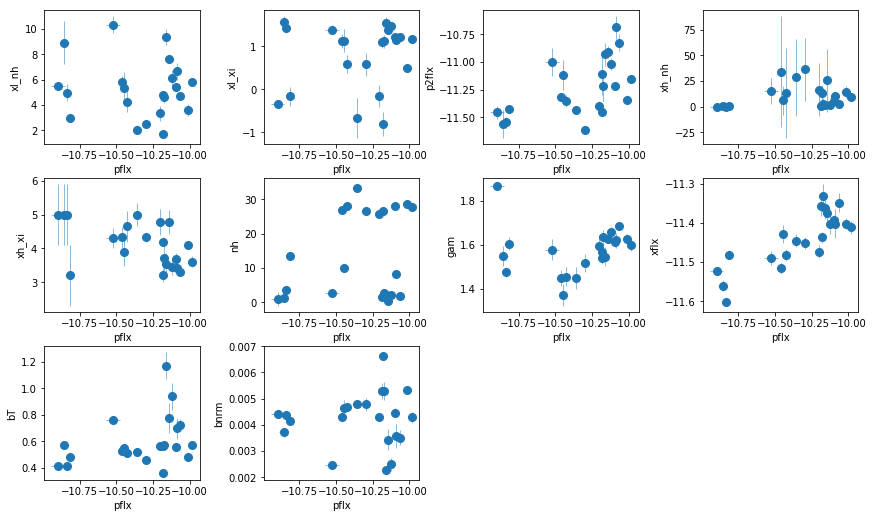 xl_nh
10
8
6
4
2
−10.75 −10.50 −10.25 −10.00
pflx
xl_xi
1
0
−1
−10.75 −10.50 −10.25 −10.00
pflx
p2flx
−10.75
−11.00
−11.25
−11.50
−10.75 −10.50 −10.25 −10.00
pflx
xh_nh
75
50
25
0
−25
−10.75 −10.50 −10.25 −10.00
pflx
xh_xi
6
5
4
3
−10.75 −10.50 −10.25 −10.00
pflx
nh
30
20
10
0
−10.75 −10.50 −10.25 −10.00
pflx
gam
1.8
1.6
1.4
−10.75 −10.50 −10.25 −10.00
pflx
xflx
−11.3
−11.4
−11.5
−11.6
−10.75 −10.50 −10.25 −10.00
pflx
bT
1.2
1.0
0.8
0.6
0.4
−10.75 −10.50 −10.25 −10.00
pflx
bnrm
0.007
0.006
0.005
0.004
0.003
0.002
−10.75 −10.50 −10.25 −10.00
pflx